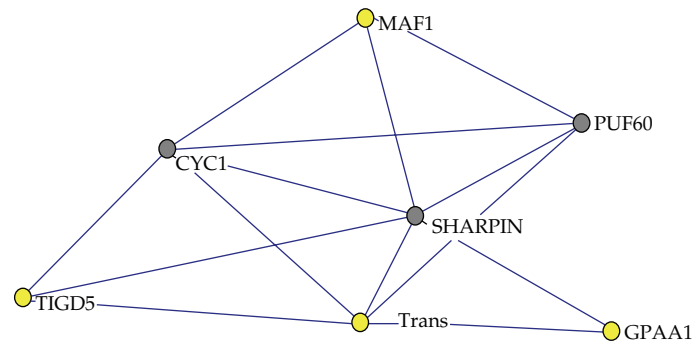 MAF1
PUF60
CYC1
SHARPIN
TIGD5
Trans
GPAA1